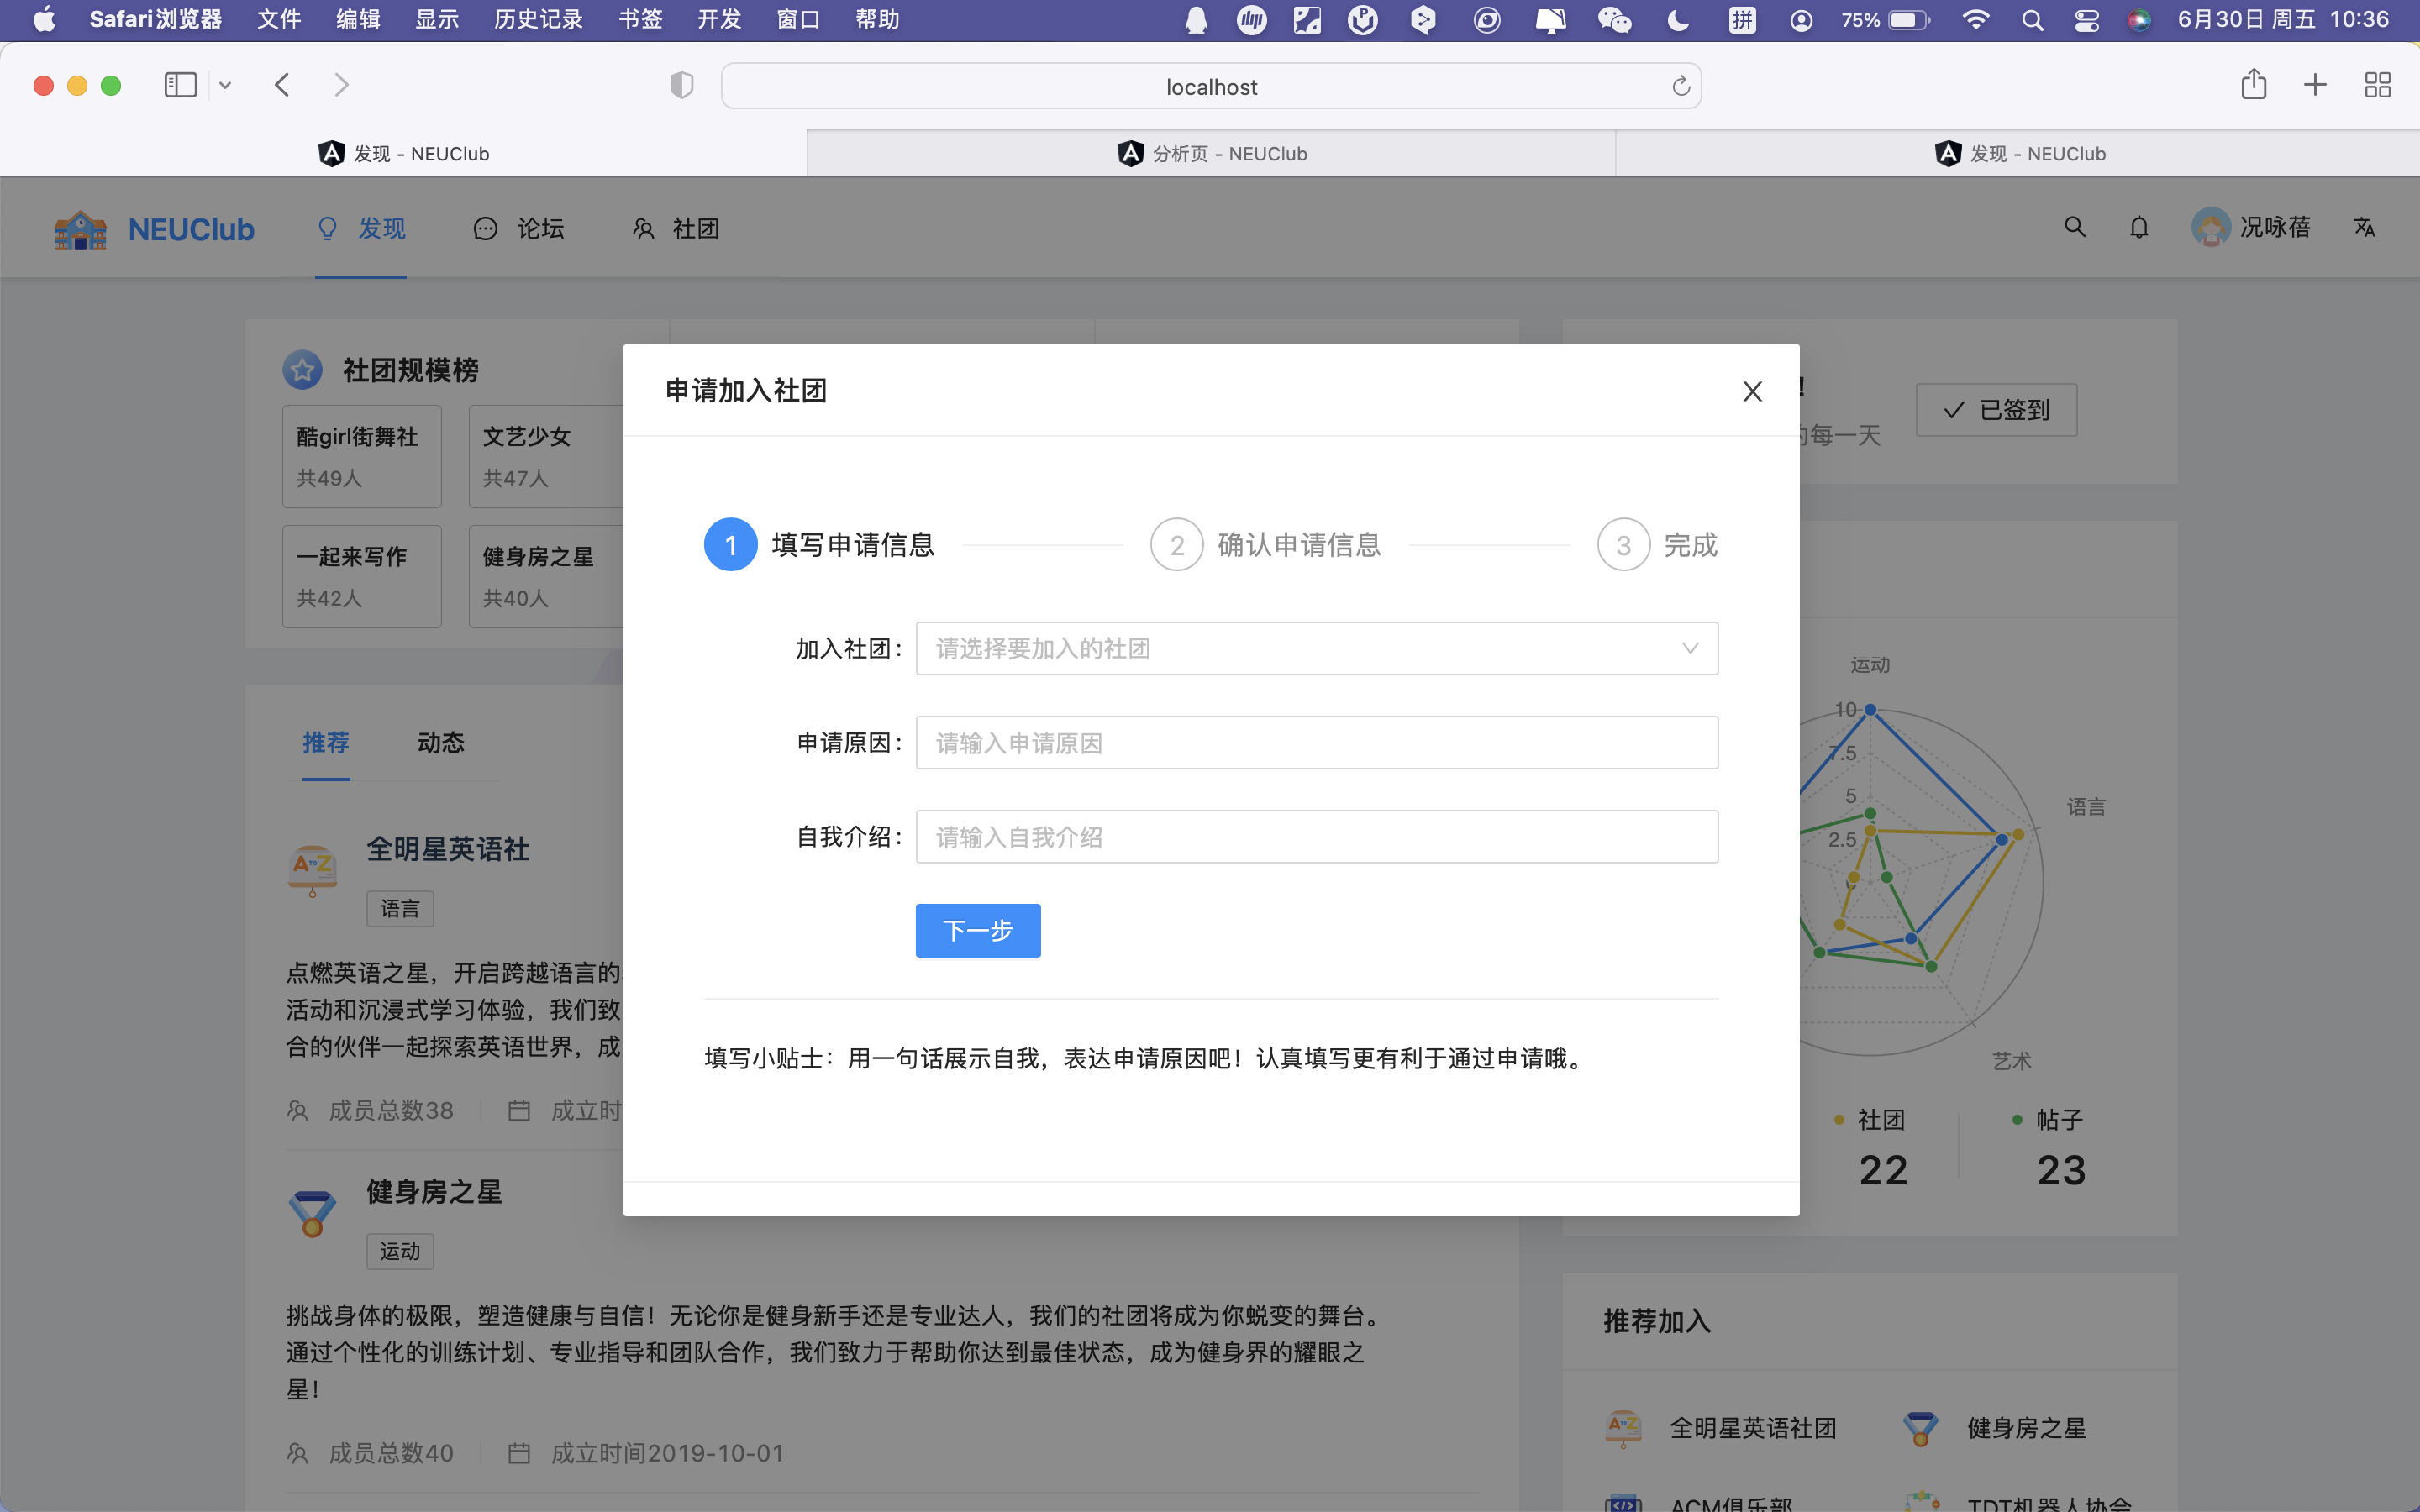 Safari浏览器 文件 编辑 显示 历史记录 书签 开发 窗口 帮助 拼 75% 6月30日 周五 10:36
localhost
发现 - NEUClub
分析页 - NEUClub
发现 - NEUClub
NEUClub 发现 论坛 社团 况咏蓓
社团规模榜
酷girl街舞社
共49人
文艺少女
共47人
一起来写作
共42人
健身房之星
共40人
推荐 动态
全明星英语社
语言
点燃英语之星，开启跨越语言的
活动和沉浸式学习体验，我们致
合的伙伴一起探索英语世界，成
成员总数38 成立时
健身房之星
运动
挑战身体的极限，塑造健康与自信！无论你是健身新手还是专业达人，我们的社团将成为你蜕变的舞台。
通过个性化的训练计划、专业指导和团队合作，我们致力于帮助你达到最佳状态，成为健身界的耀眼之
星！
成员总数40 成立时间2019-10-01
申请加入社团
1 填写申请信息
2 确认申请信息
3 完成
加入社团： 请选择要加入的社团
申请原因： 请输入申请原因
自我介绍： 请输入自我介绍
下一步
填写小贴士：用一句话展示自我，表达申请原因吧！认真填写更有利于通过申请哦。
！
的每一天
已签到
运动
语言
艺术
10
7.5
5
2.5
0
社团
22
帖子
23
推荐加入
全明星英语社团
健身房之星
ACM俱乐部
TDT机器人协会